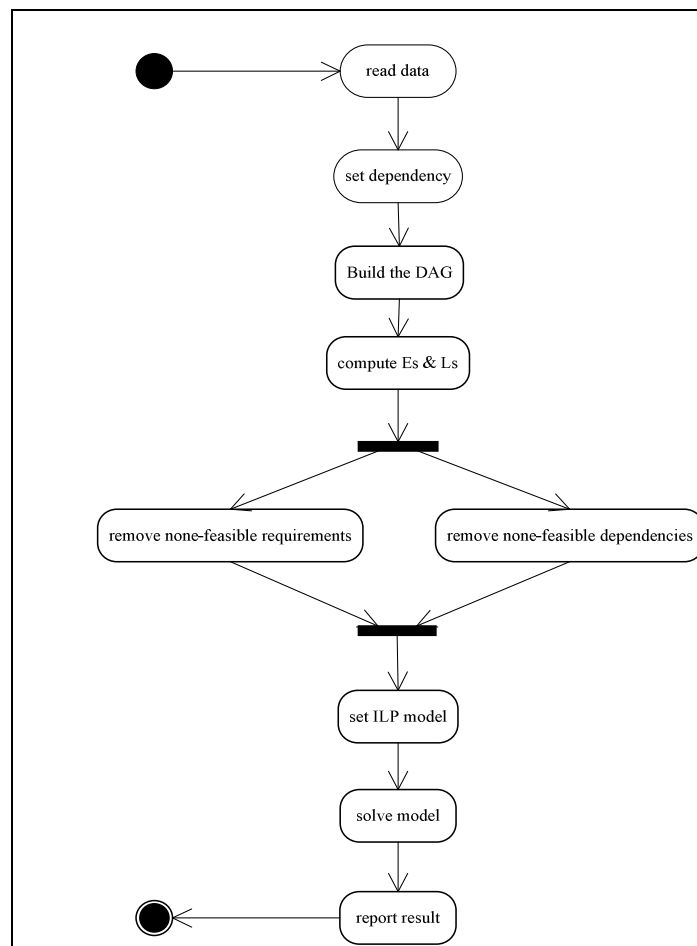 read data
set dependency
Build the DAG
compute Es & Ls
remove none-feasible requirements
remove none-feasible dependencies
set ILP model
solve model
report result